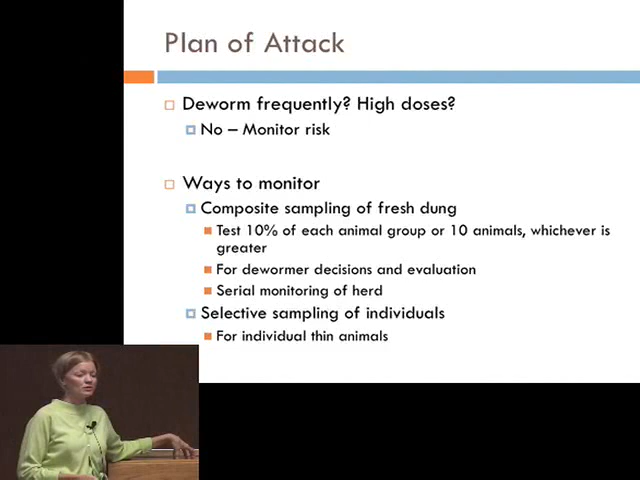 Plan of Attack
Deworm frequently? High doses?
No – Monitor risk
Ways to monitor
Composite sampling of fresh dung
Test 10% of each animal group or 10 animals, whichever is
greater
For dewormer decisions and evaluation
Serial monitoring of herd
Selective sampling of individuals
For individual thin animals